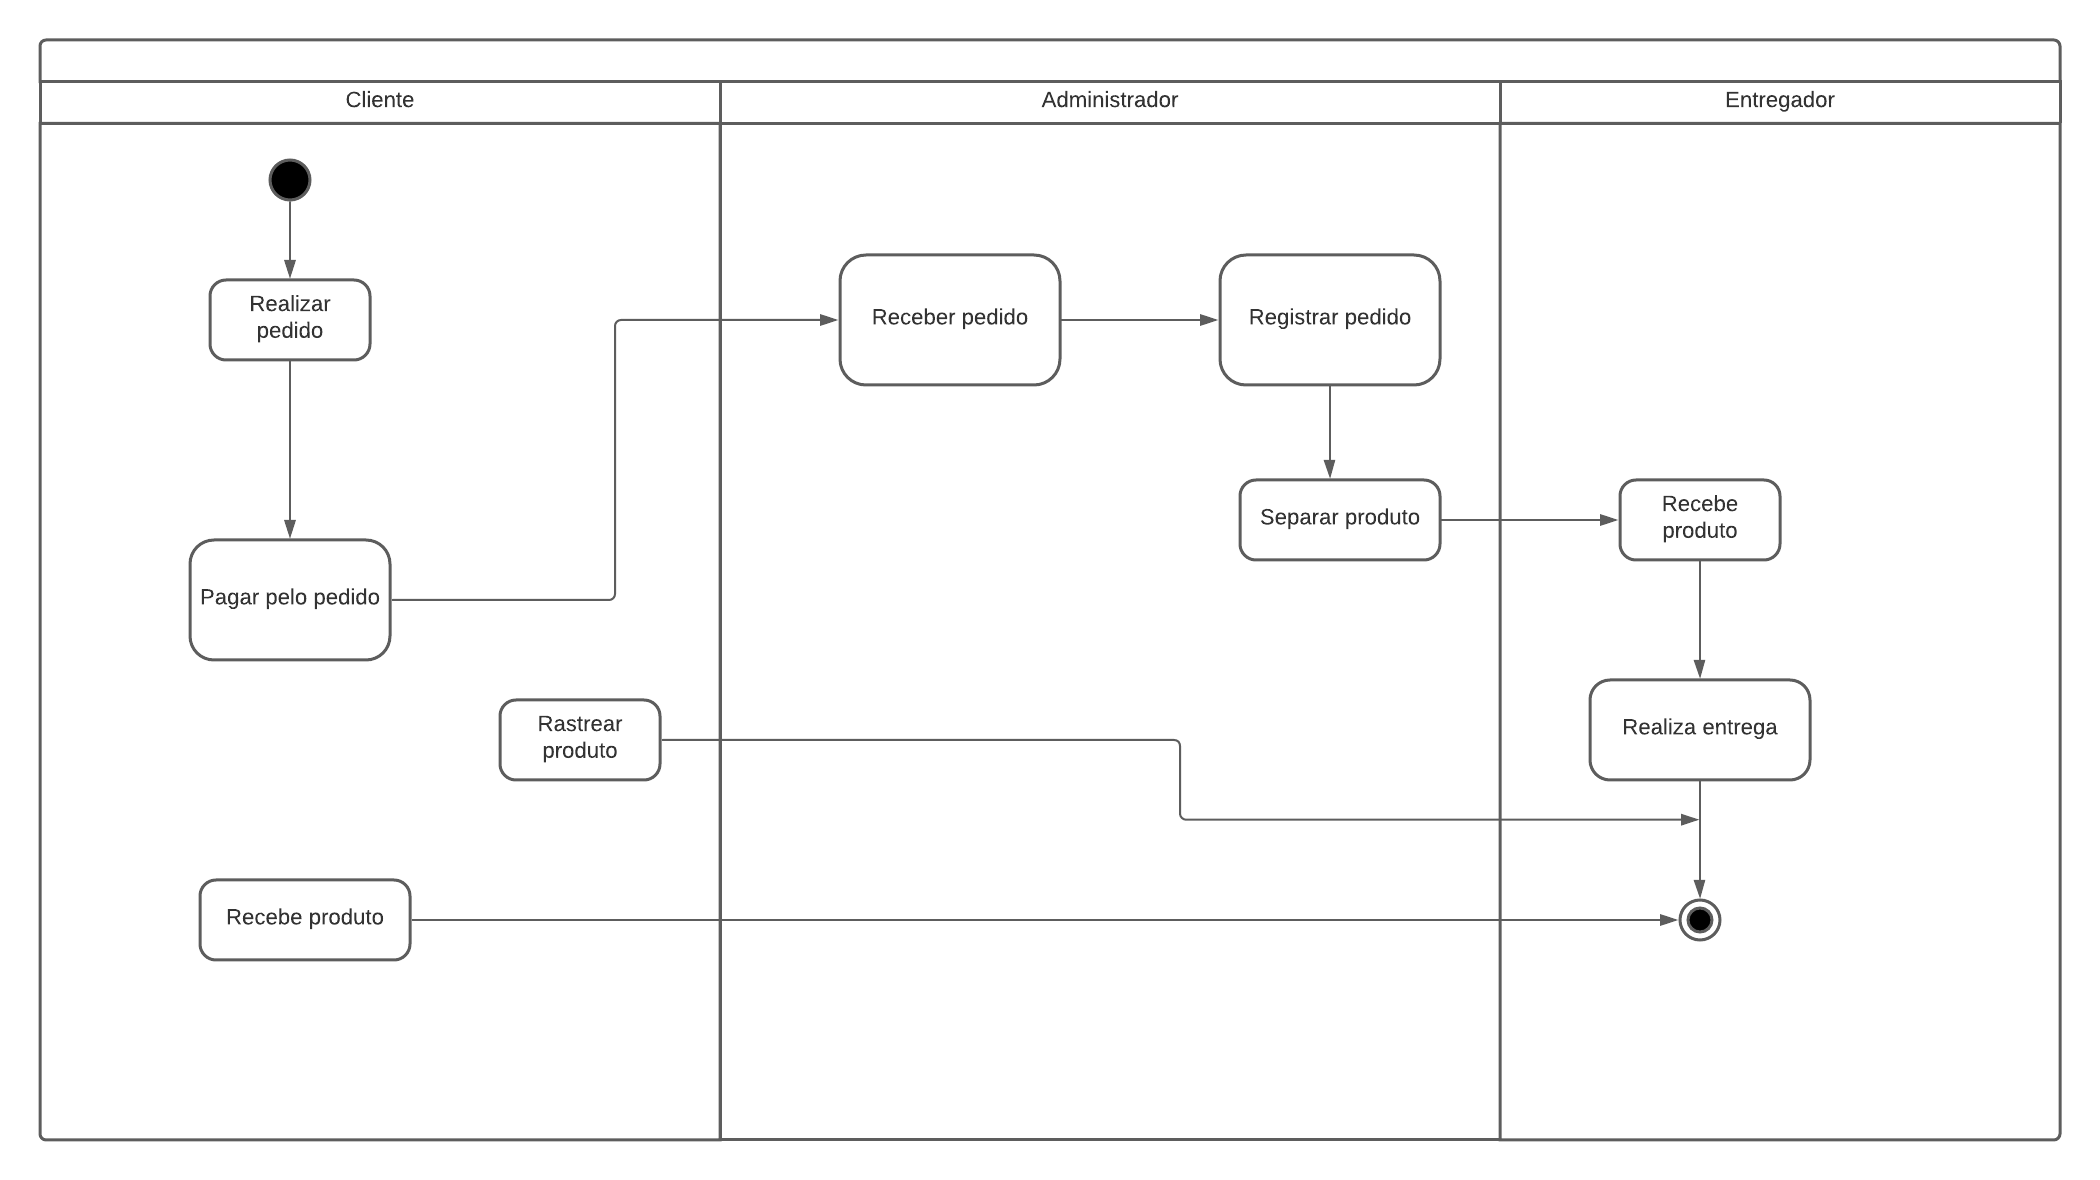 Cliente
Administrador
Entregador
Realizar
pedido
Receber pedido
Registrar pedido
Pagar pelo pedido
Separar produto
Recebe
produto
Rastrear
produto
Realiza entrega
Recebe produto